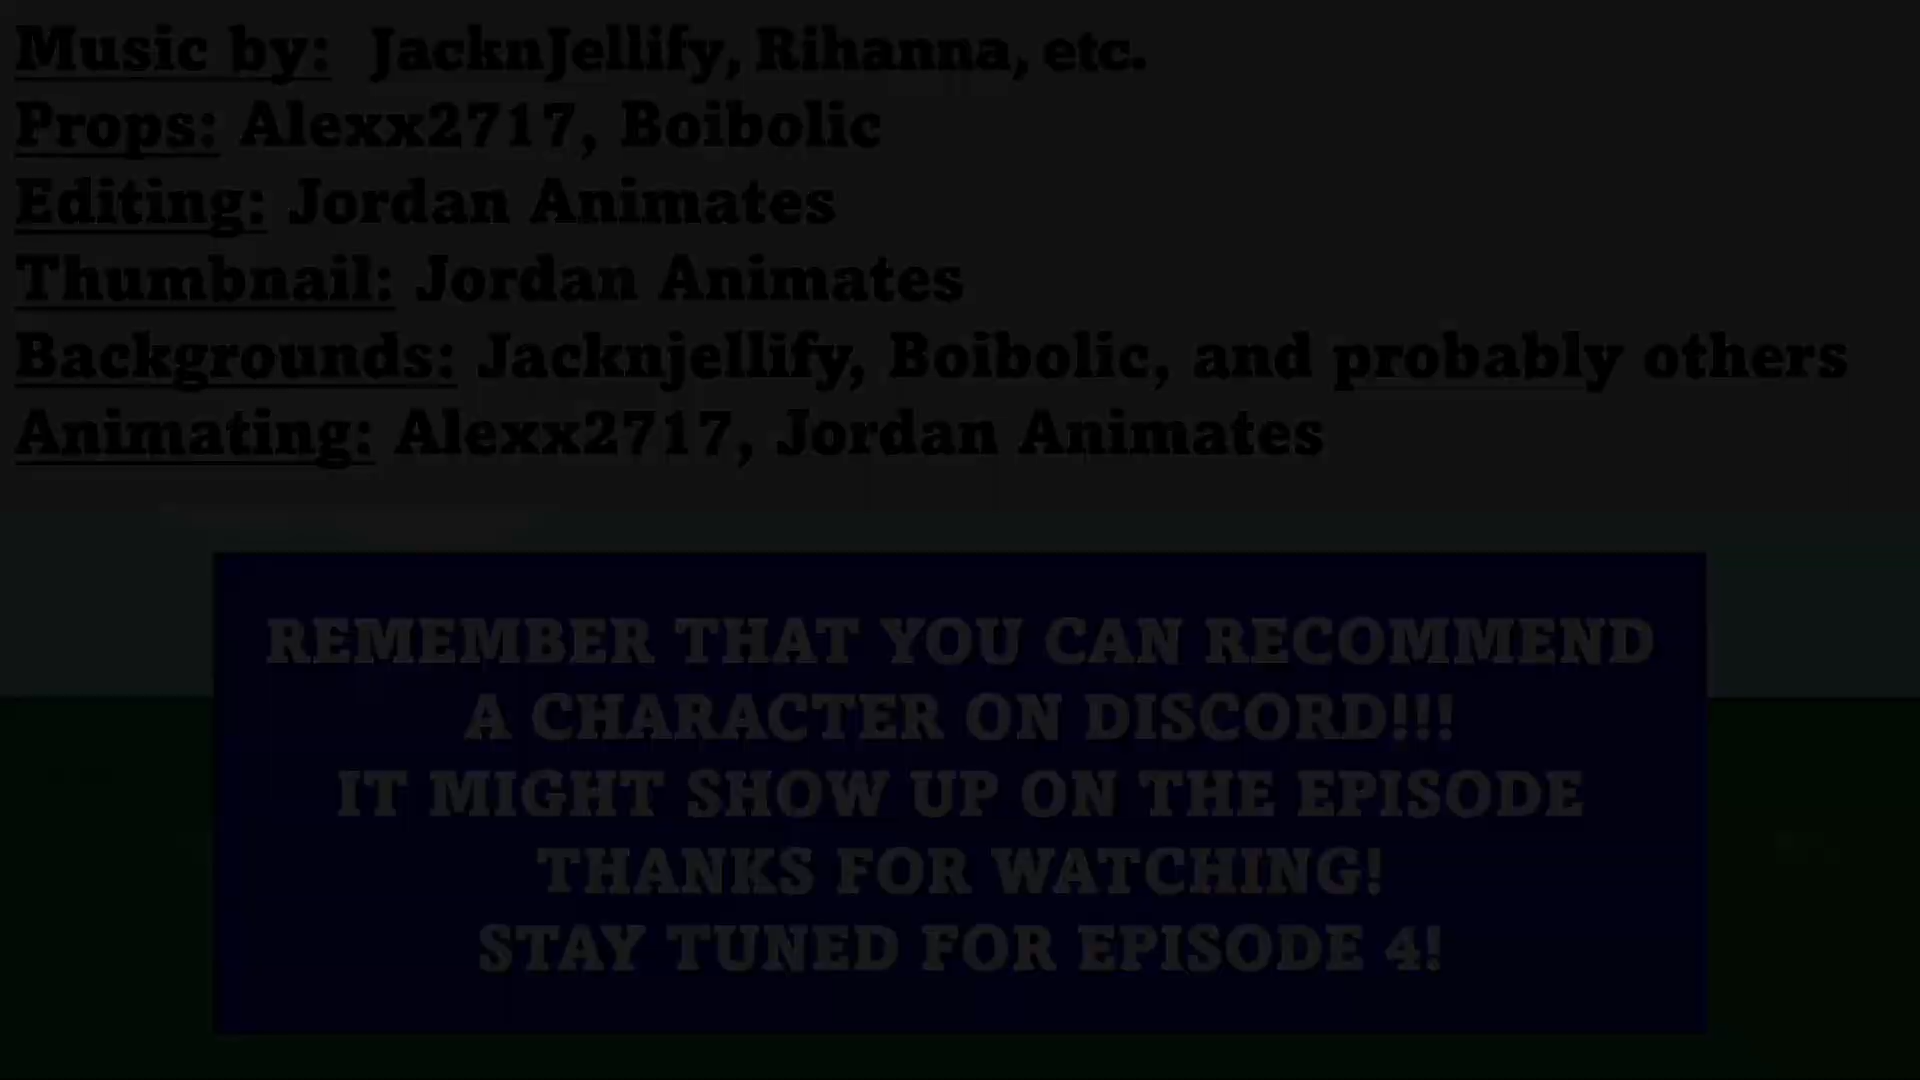 Music by: JacknJellify, Rihanna, etc.
Props: Alexx2717, Boibolic
Editing: Jordan Animates
Thumbnail: Jordan Animates
Backgrounds: Jacknjellify, Boibolic, and probably others
Animating: Alexx2717, Jordan Animates
REMEMBER THAT YOU CAN RECOMMEND
A CHARACTER ON DISCORD!!!
IT MIGHT SHOW UP ON THE EPISODE
THANKS FOR WATCHING!
STAY TUNED FOR EPISODE 4!